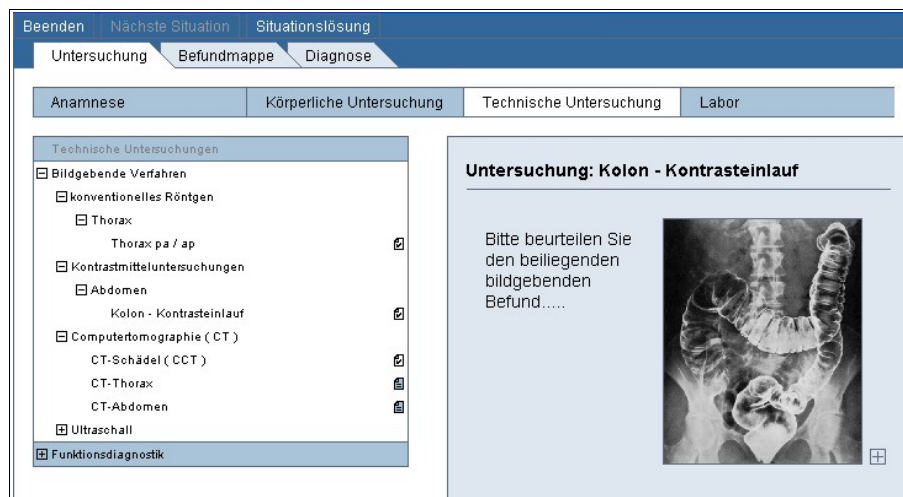 Beenden Nächste Situation Situationslösung
Untersuchung Befundmappe Diagnose
Anamnese Körperliche Untersuchung Technische Untersuchung Labor
Technische Untersuchungen
Bildgebende Verfahren
konventionelles Röntgen
Thorax
Thorax pa / ap
Kontrastmitteluntersuchungen
Abdomen
Kolon - Kontrasteinlauf
Computertomographie ( CT )
CT-Schädel ( CCT )
CT-Thorax
CT-Abdomen
Ultraschall
Funktionsdiagnostik
Untersuchung: Kolon - Kontrasteinlauf
Bitte beurteilen Sie
den beiliegenden
bildgebenden
Befund.....